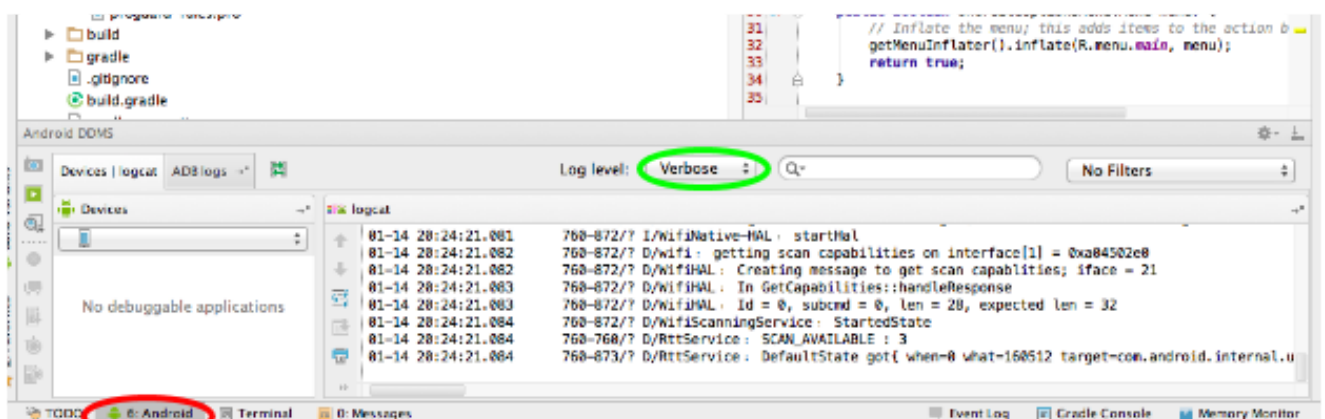 build
gradle
.gitignore
build.gradle
31 // Inflate the menu; this adds items to the action b
32 getMenuInflater().inflate(R.menu.main, menu);
33 return true;
34 }
35
Android DDMS
Devices | logcat ADB logs Log level: Verbose No Filters
Devices logcat
01-14 20:24:21.081 760-872/? I/WifiNative-HAL: startHal
01-14 20:24:21.082 760-872/? D/wifi: getting scan capabilities on interface[1] = 0xa04502e0
01-14 20:24:21.082 760-872/? D/WifiHAL: Creating message to get scan capablities; iface = 21
01-14 20:24:21.083 760-872/? D/WifiHAL: In GetCapabilities::handleResponse
01-14 20:24:21.083 760-872/? D/WifiHAL: Id = 0, subcmd = 0, len = 28, expected len = 32
01-14 20:24:21.084 760-872/? D/WifiScanningService: StartedState
01-14 20:24:21.084 760-760/? D/RttService: SCAN_AVAILABLE : 3
01-14 20:24:21.084 760-873/? D/RttService: DefaultState got{ when=0 what=160512 target=com.android.internal.u
No debuggable applications
TODO 6: Android Terminal 0: Messages Event Log Gradle Console Memory Monitor